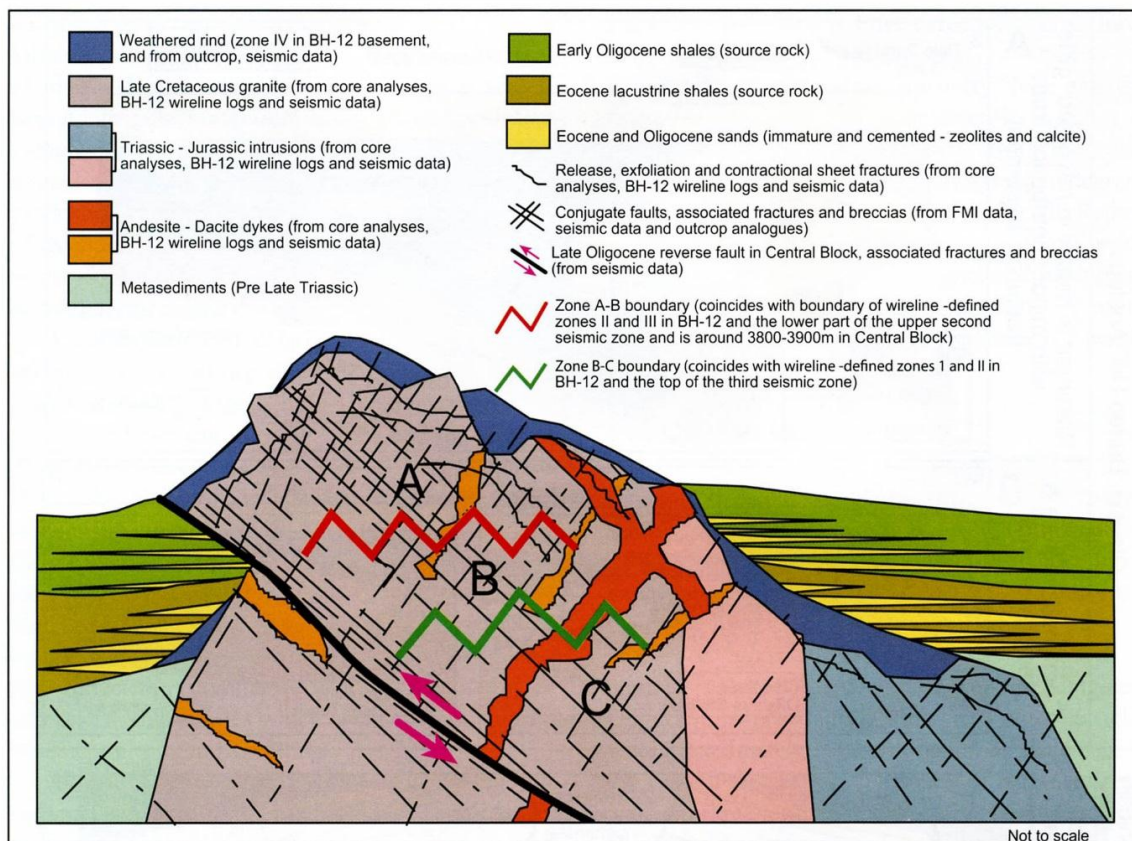 Weathered rind (zone IV in BH-12 basement,
and from outcrop, seismic data)
Late Cretaceous granite (from core analyses,
BH-12 wireline logs and seismic data)
Triassic - Jurassic intrusions (from core
analyses, BH-12 wireline logs and seismic data)
Andesite - Dacite dykes (from core analyses,
BH-12 wireline logs and seismic data)
Metasediments (Pre Late Triassic)
Early Oligocene shales (source rock)
Eocene lacustrine shales (source rock)
Eocene and Oligocene sands (immature and cemented - zeolites and calcite)
Release, exfoliation and contractional sheet fractures (from core
analyses, BH-12 wireline logs and seismic data)
Conjugate faults, associated fractures and breccias (from FMI data,
seismic data and outcrop analogues)
Late Oligocene reverse fault in Central Block, associated fractures and breccias
(from seismic data)
Zone A-B boundary (coincides with boundary of wireline -defined
zones II and III in BH-12 and the lower part of the upper second
seismic zone and is around 3800-3900m in Central Block)
Zone B-C boundary (coincides with wireline -defined zones 1 and II in
BH-12 and the top of the third seismic zone)
A
B
C
Not to scale